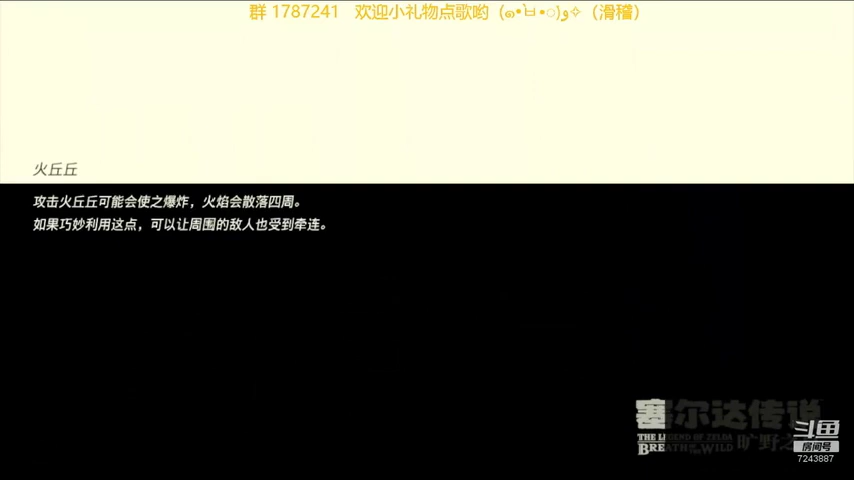 群 1787241 欢迎小礼物点歌哟 (๑•̀ㅂ•́)و✧ (滑稽)
火丘丘
攻击火丘丘可能会使之爆炸，火焰会散落四周。
如果巧妙利用这点，可以让周围的敌人也受到牵连。
塞尔达传说
THE LEGEND OF ZELDA
BREATH OF THE WILD 旷野之
斗鱼
房间号
7243887